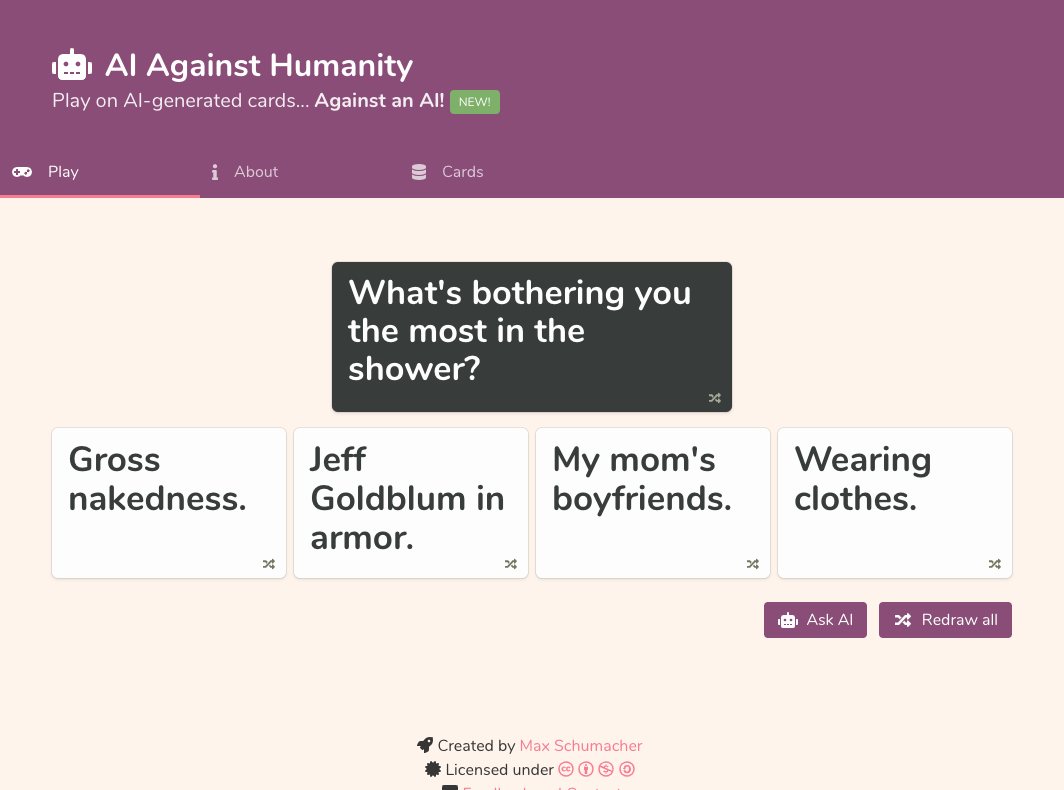 AI Against Humanity
Play on AI-generated cards... Against an AI! NEW!
Play About Cards
What's bothering you
the most in the
shower?
Gross
nakedness.
Jeff
Goldblum in
armor.
My mom's
boyfriends.
Wearing
clothes.
Ask AI Redraw all
Created by Max Schumacher
Licensed under